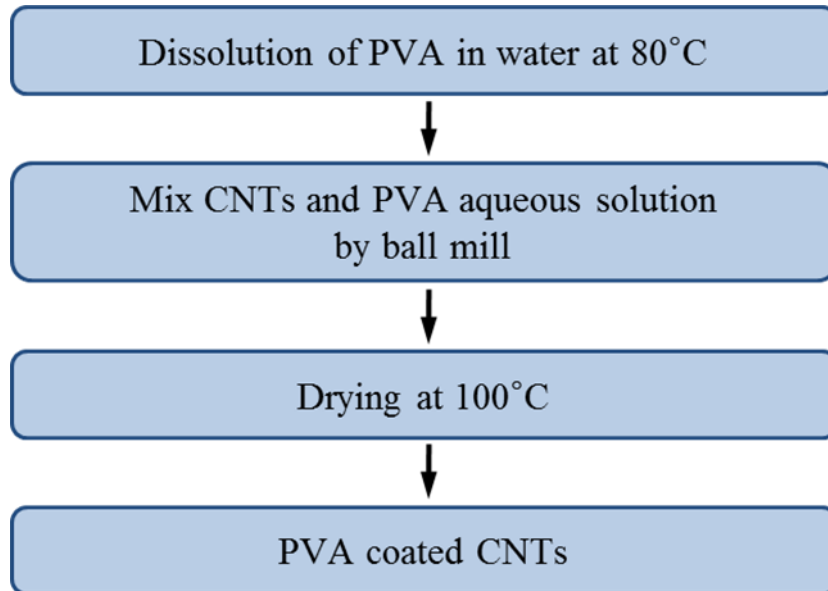 Dissolution of PVA in water at 80˚C
Mix CNTs and PVA aqueous solution
by ball mill
Drying at 100˚C
PVA coated CNTs